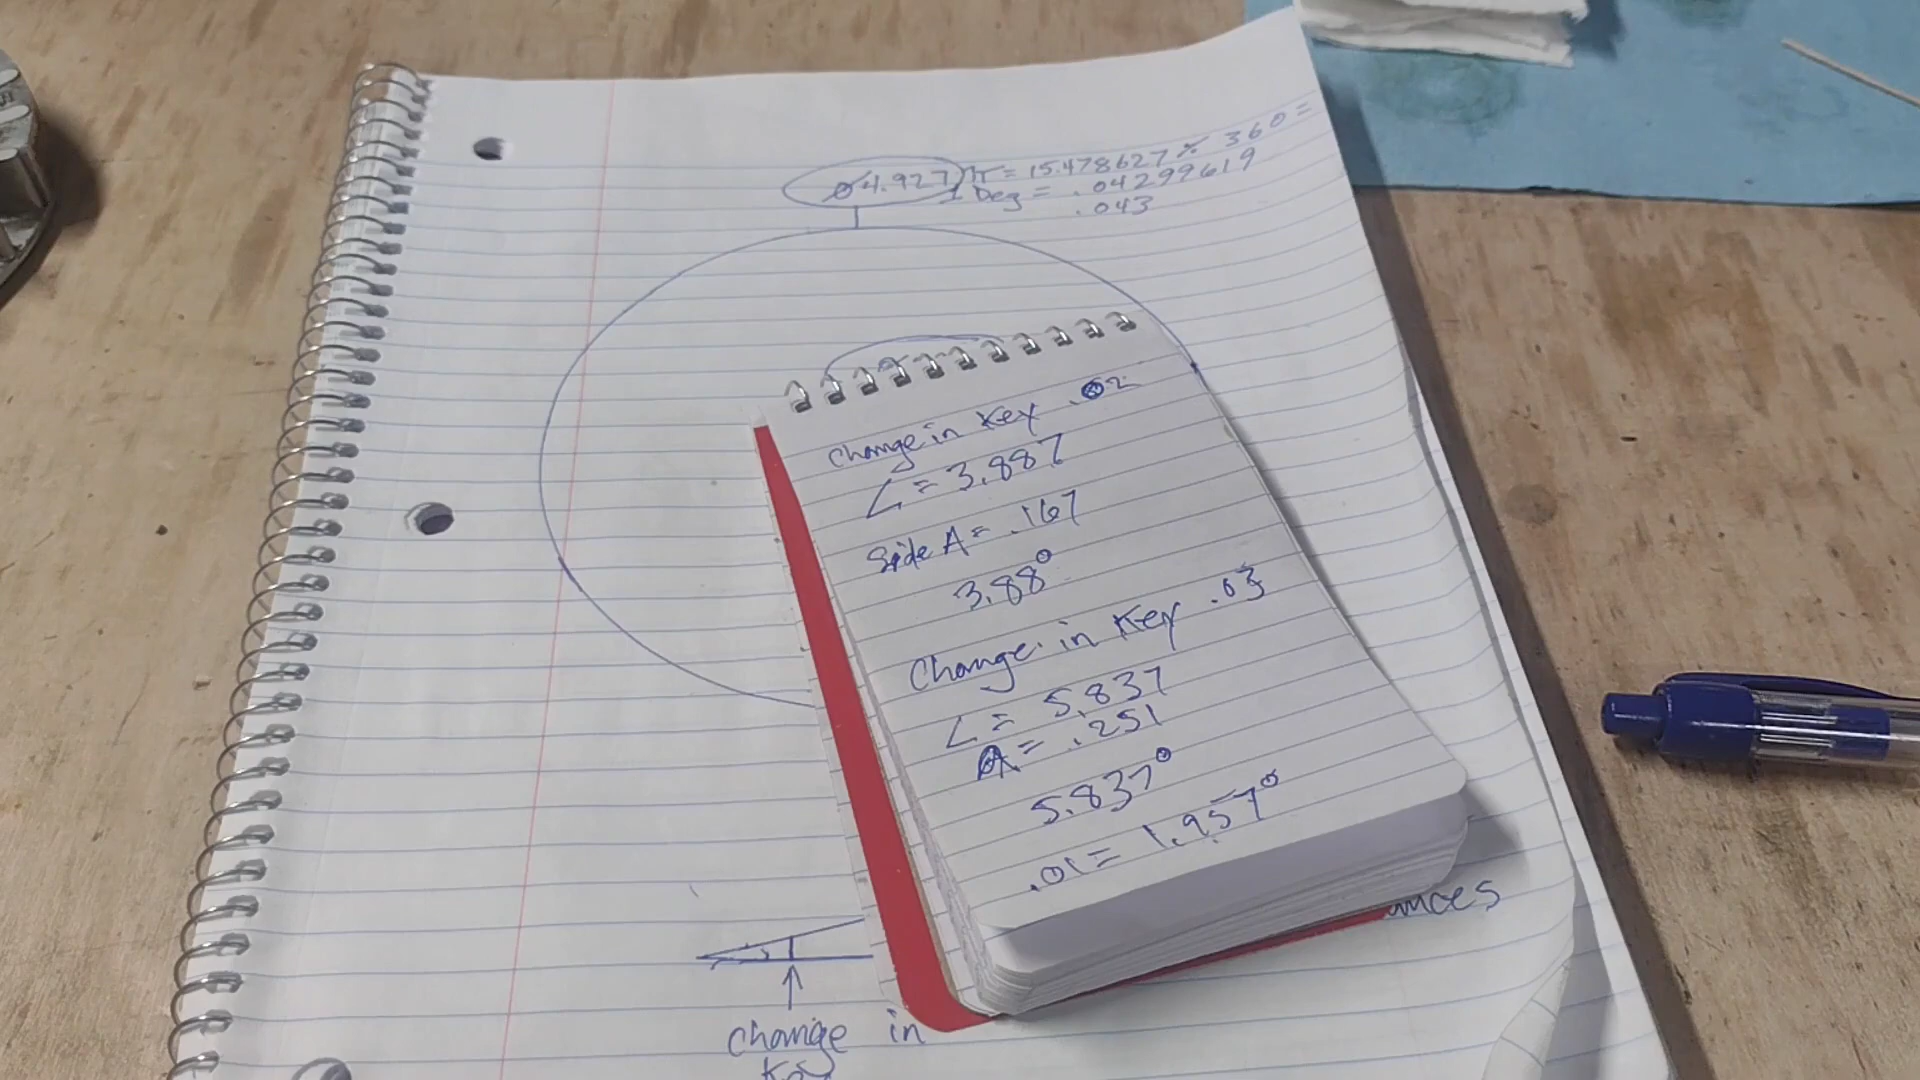 ⌀4.927 π = 15.478627 % 360 =
1 Deg = .04299619
.043
Change in Key .02
∠ = 3.887
Side A = .167
3.88°
Change in Key .03
∠ = 5.837
A = .251
5.837°
.01 = 1.957°
ances
Change in